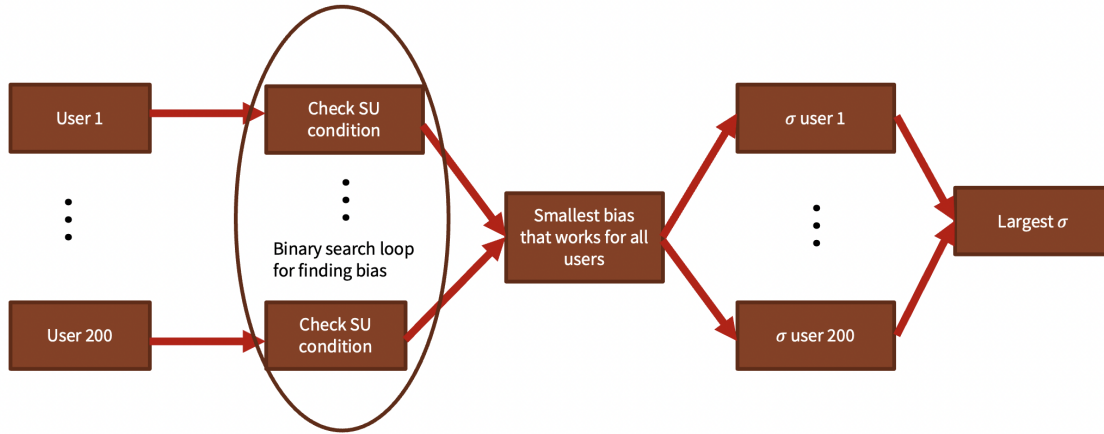 User 1
Check SU
condition
σ user 1
Smallest bias
that works for all
users
Largest σ
Binary search loop
for finding bias
User 200
Check SU
condition
σ user 200